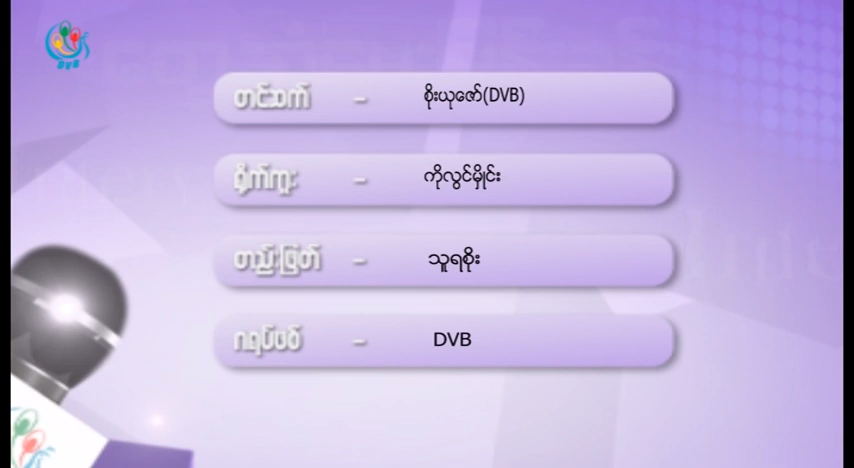 DVB
တင်ဆက် - စိုးယုဇော်(DVB)
ရိုက်ကူး - ကိုလွင်မှိုင်း
တည်းဖြတ် - သူရစိုး
ဂရပ်ဖစ် - DVB